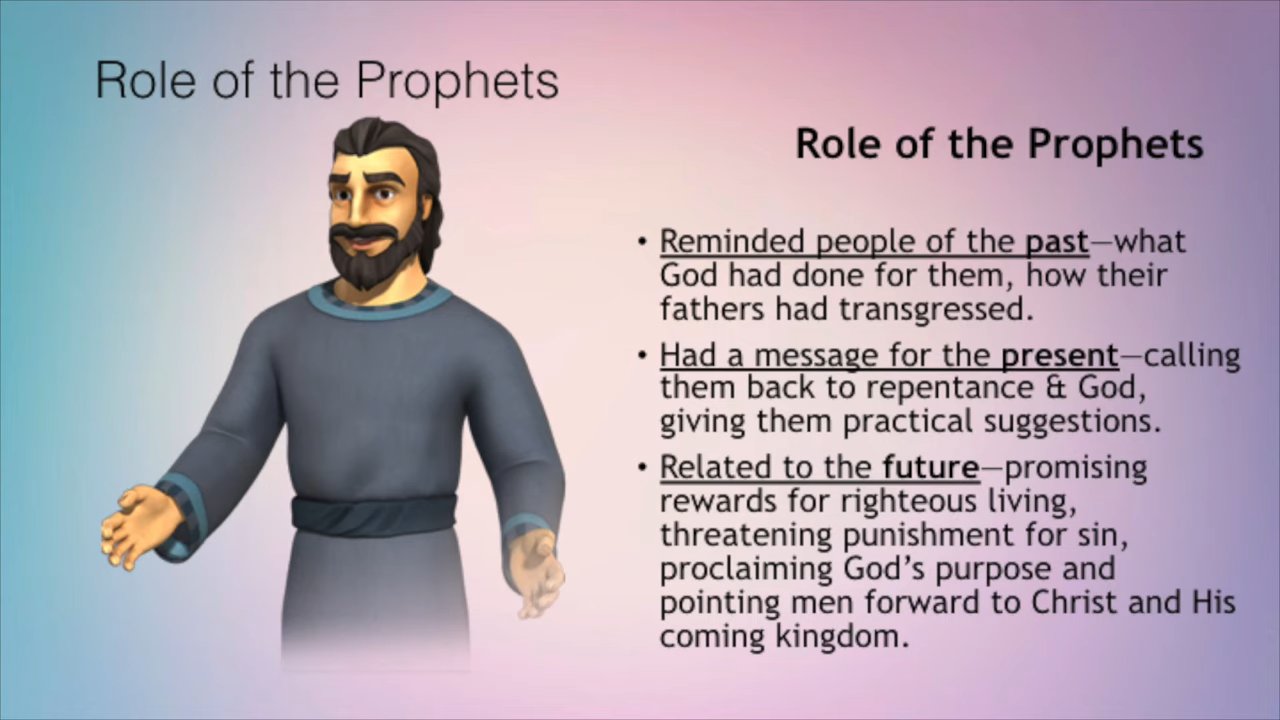 Role of the Prophets
Role of the Prophets
• Reminded people of the past—what
God had done for them, how their
fathers had transgressed.
• Had a message for the present—calling
them back to repentance & God,
giving them practical suggestions.
• Related to the future—promising
rewards for righteous living,
threatening punishment for sin,
proclaiming God’s purpose and
pointing men forward to Christ and His
coming kingdom.